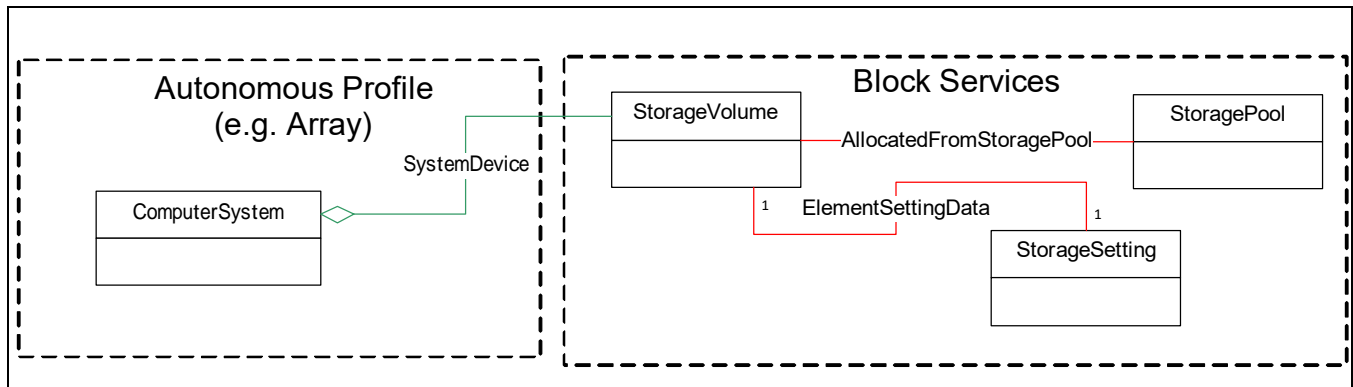 Autonomous Profile
(e.g. Array)
SystemDevice
ComputerSystem
Block Services
StorageVolume
StoragePool
AllocatedFromStoragePool
1
ElementSettingData
1
StorageSetting